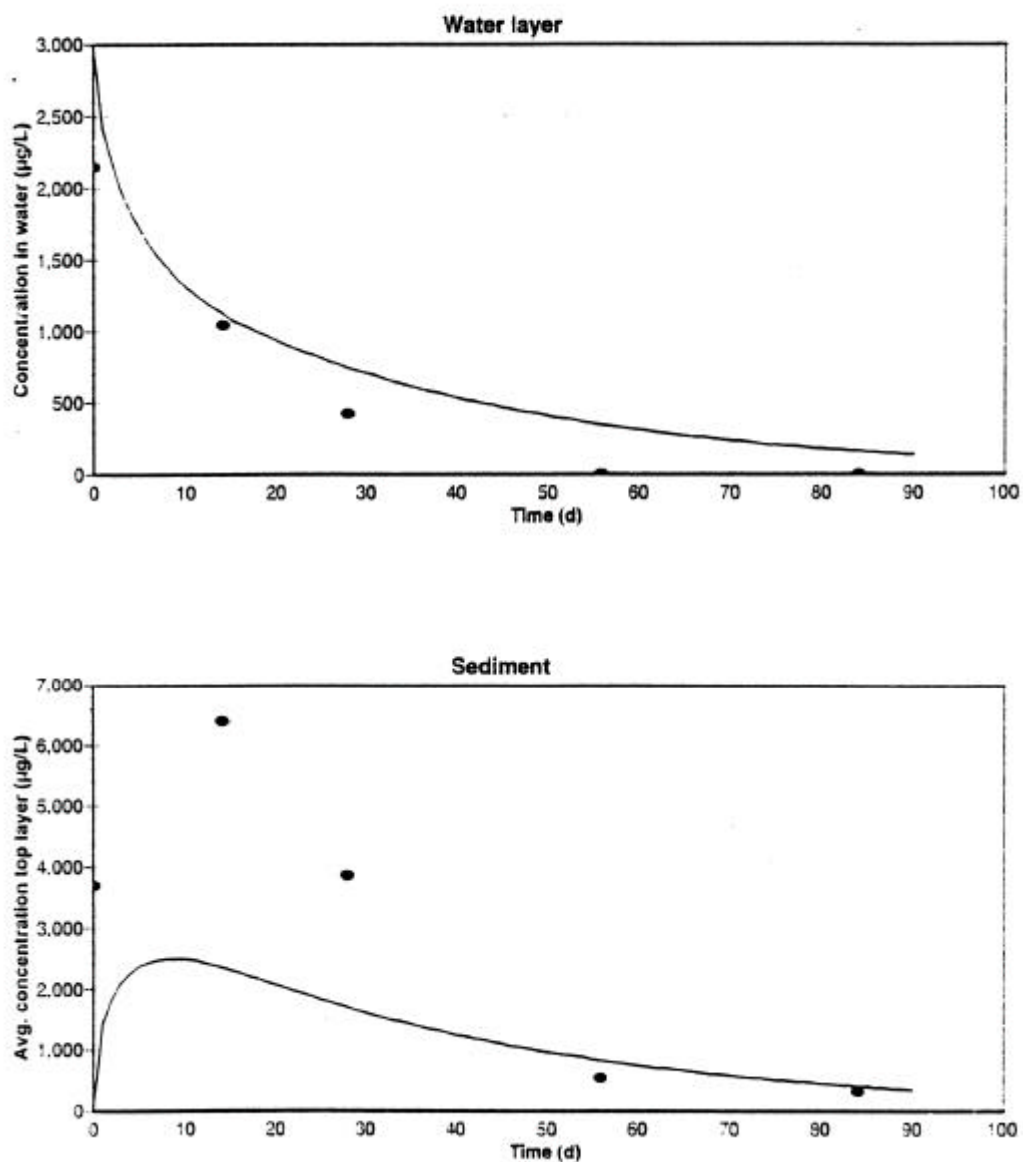 Water layer
Concentration in water (µg/L)
3.000
2,500
2,000
1,500
1.000
500
0
0 10 20 30 40 50 60 70 80 90 100
Time (d)
Sediment
Avg. concentration top layer (µg/L)
7.000
6,000
5,000
4,000
3.000
2.000
1.000
0
0 10 20 30 40 50 60 70 80 90 100
Time (d)